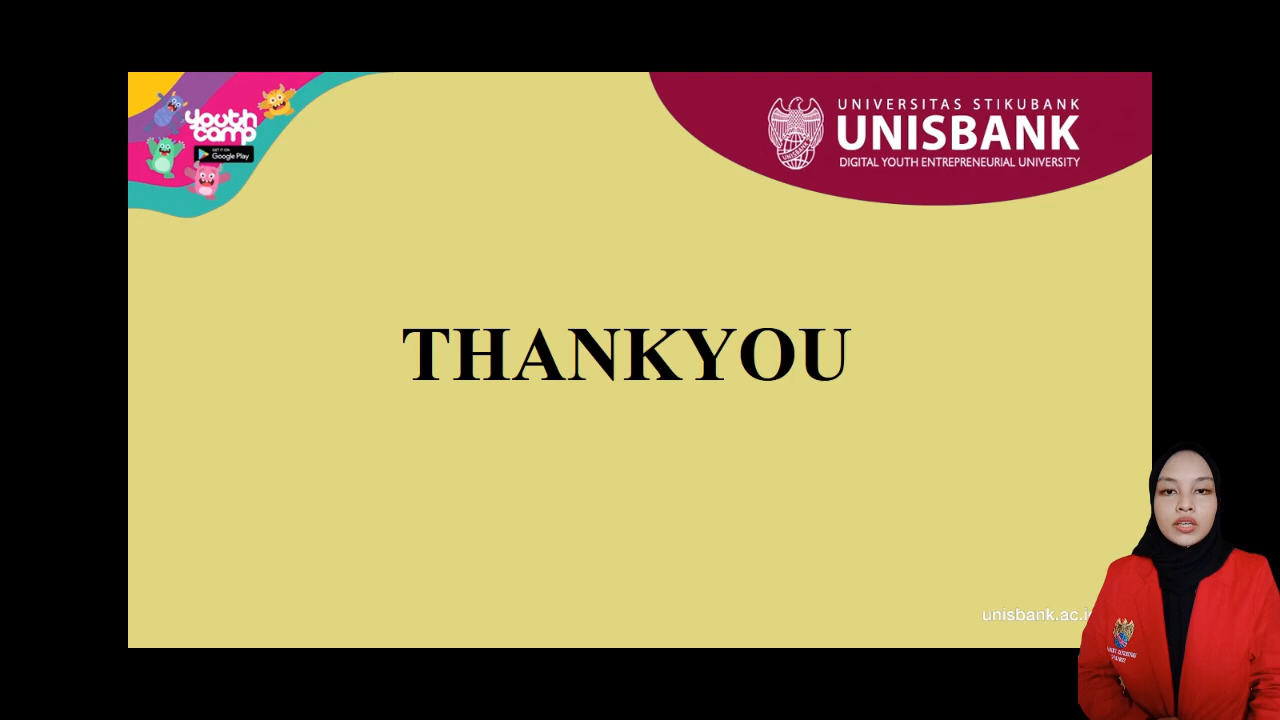 youth
camp
GET IT ON
Google Play
UNIVERSITAS STIKUBANK
UNISBANK
DIGITAL YOUTH ENTREPRENEURIAL UNIVERSITY
THANKYOU
unisbank.ac.i